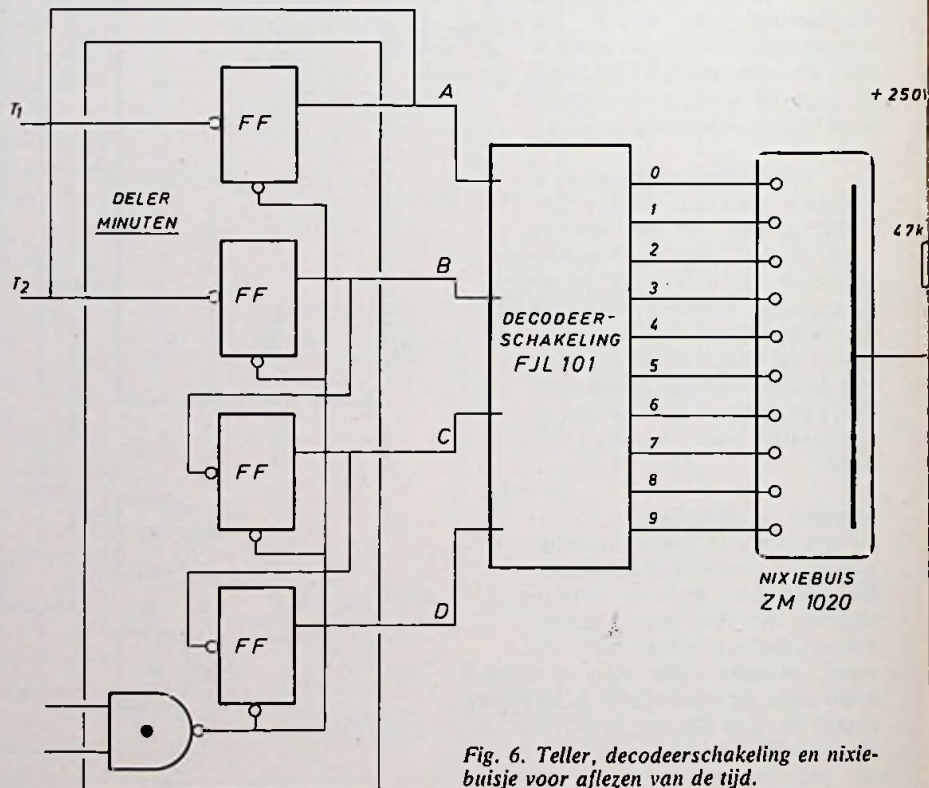 T1
T2
DELER
MINUTEN
FF
FF
FF
FF
A
B
C
D
DECODEER-
SCHAKELING
FJL 101
0
1
2
3
4
5
6
7
8
9
+ 250V
47k
NIXIEBUIS
ZM 1020
Fig. 6. Teller, decodeerschakeling en nixie-
buisje voor aflezen van de tijd.